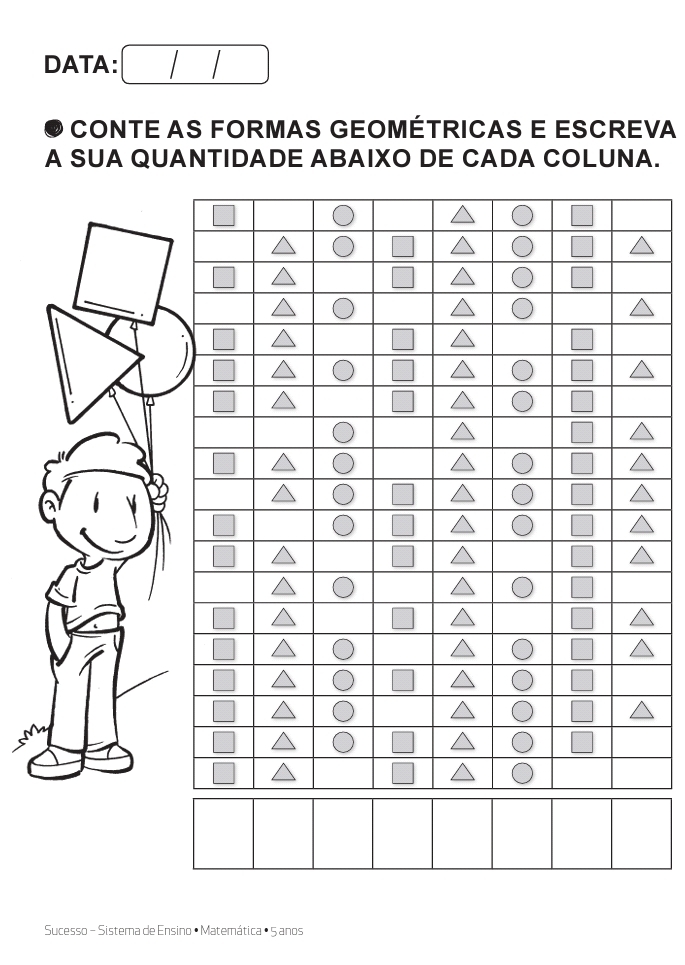 DATA: / /
CONTE AS FORMAS GEOMÉTRICAS E ESCREVA
A SUA QUANTIDADE ABAIXO DE CADA COLUNA.
Sucesso – Sistema de Ensino • Matemática • 5 anos